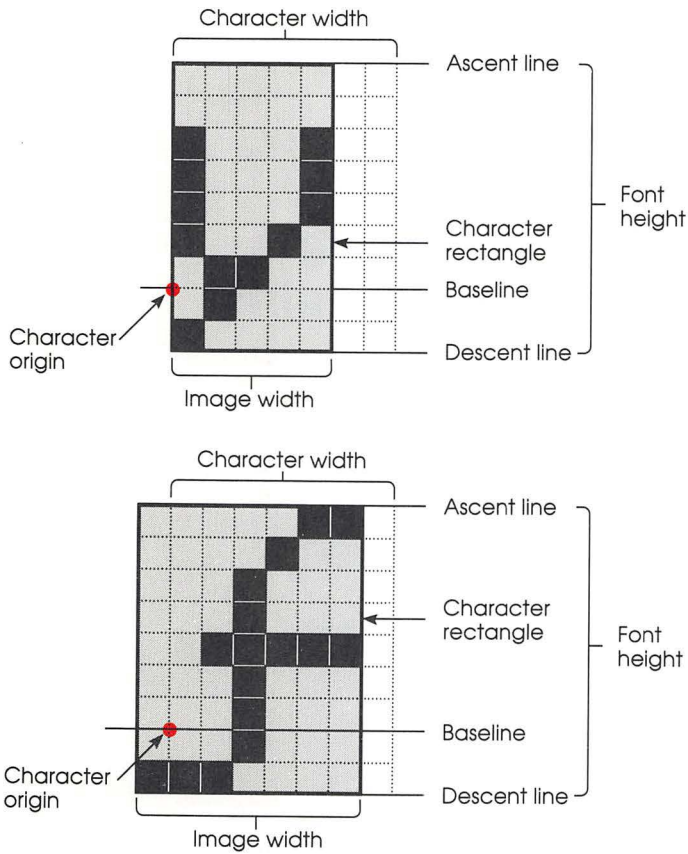 Character width
Ascent line
Font
height
Character
rectangle
Baseline
Character
origin
Descent line
Image width
Character width
Ascent line
Character
rectangle
Font
height
Baseline
Character
origin
Descent line
Image width